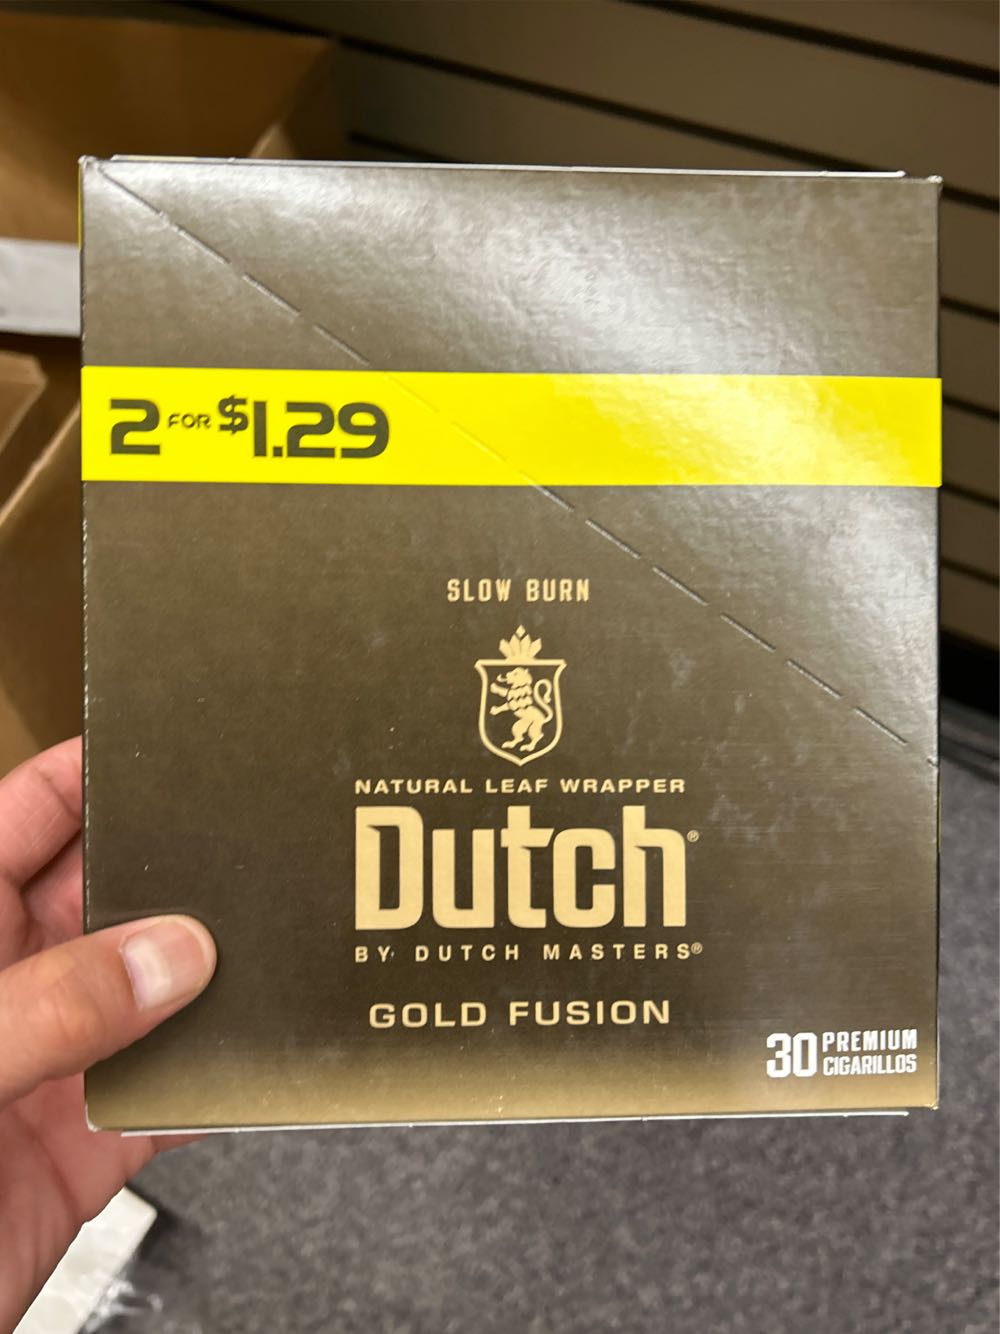 2 FOR $1.29
SLOW BURN
NATURAL LEAF WRAPPER
Dutch®
BY DUTCH MASTERS®
GOLD FUSION
30 PREMIUM
CIGARILLOS